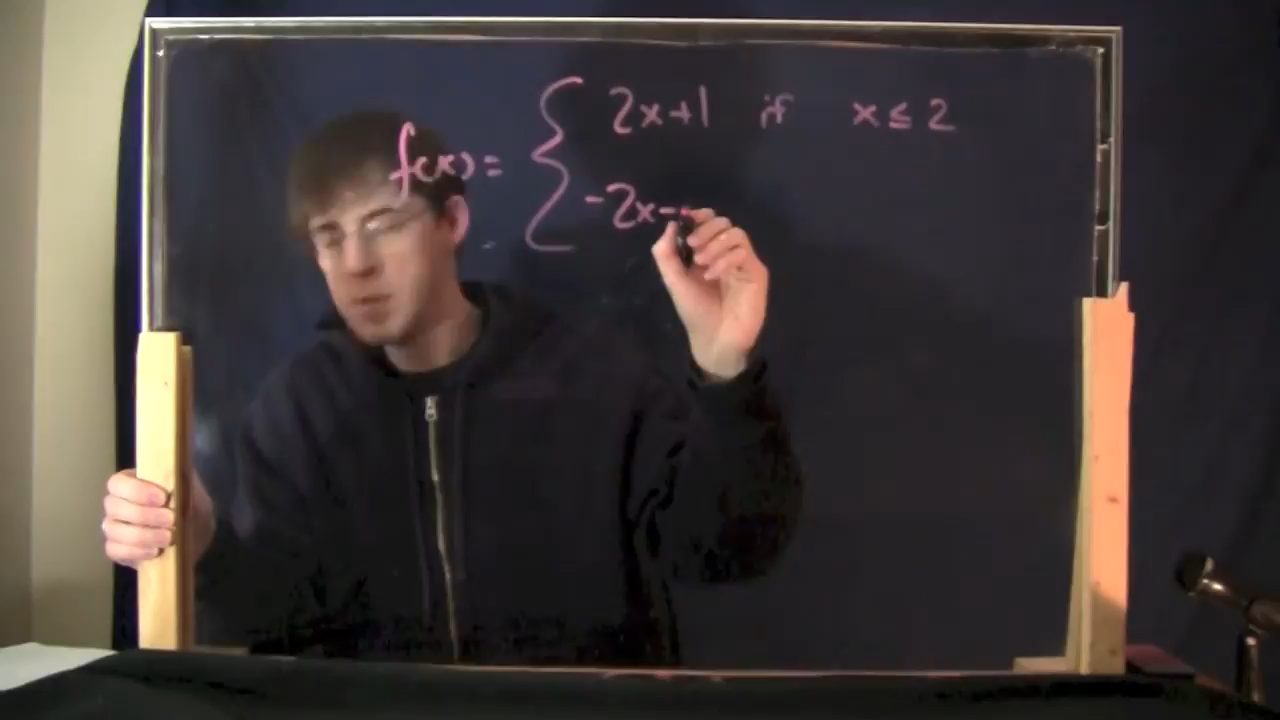 f(x) = { 2x+1 if x ≤ 2
-2x-